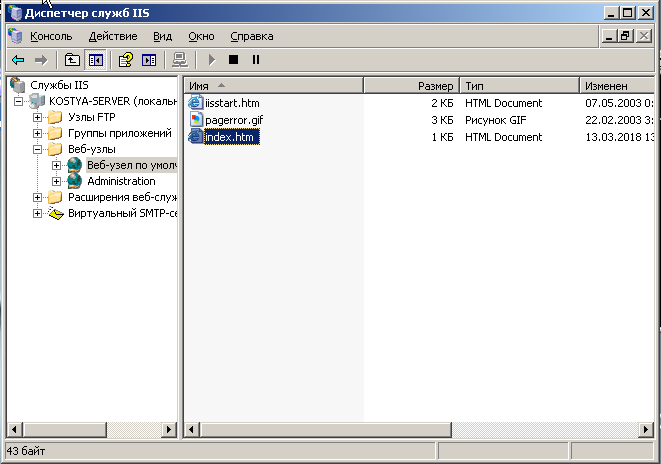 Диспетчер служб IIS
Консоль Действие Вид Окно Справка
Службы IIS
KOSTYA-SERVER (локальн
Узлы FTP
Группы приложений
Веб-узлы
Веб-узел по умолч
Administration
Расширения веб-служ
Виртуальный SMTP-се
Имя Размер Тип Изменен
iisstart.htm 2 КБ HTML Document 07.05.2003 3:
pagerror.gif 3 КБ Рисунок GIF 22.02.2003 3:
index.htm 1 КБ HTML Document 13.03.2018 13
43 байт